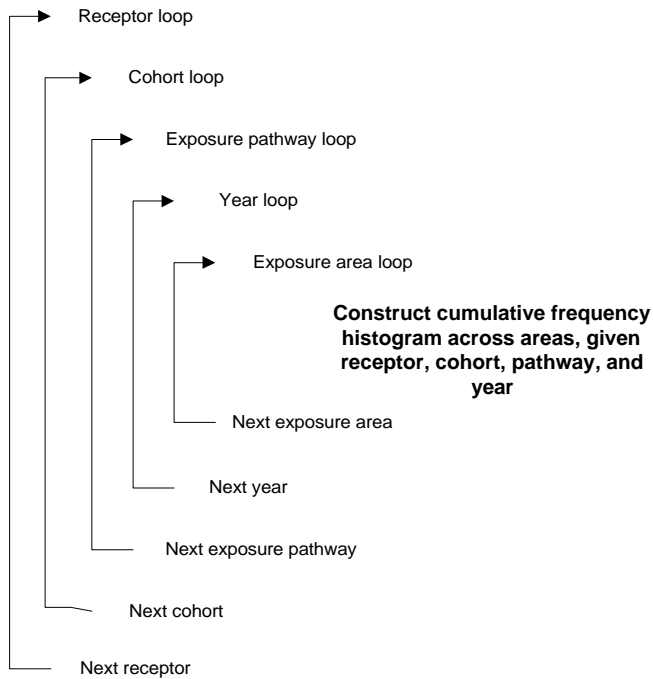 Receptor loop
Cohort loop
Exposure pathway loop
Year loop
Exposure area loop
Construct cumulative frequency
histogram across areas, given
receptor, cohort, pathway, and
year
Next exposure area
Next year
Next exposure pathway
Next cohort
Next receptor